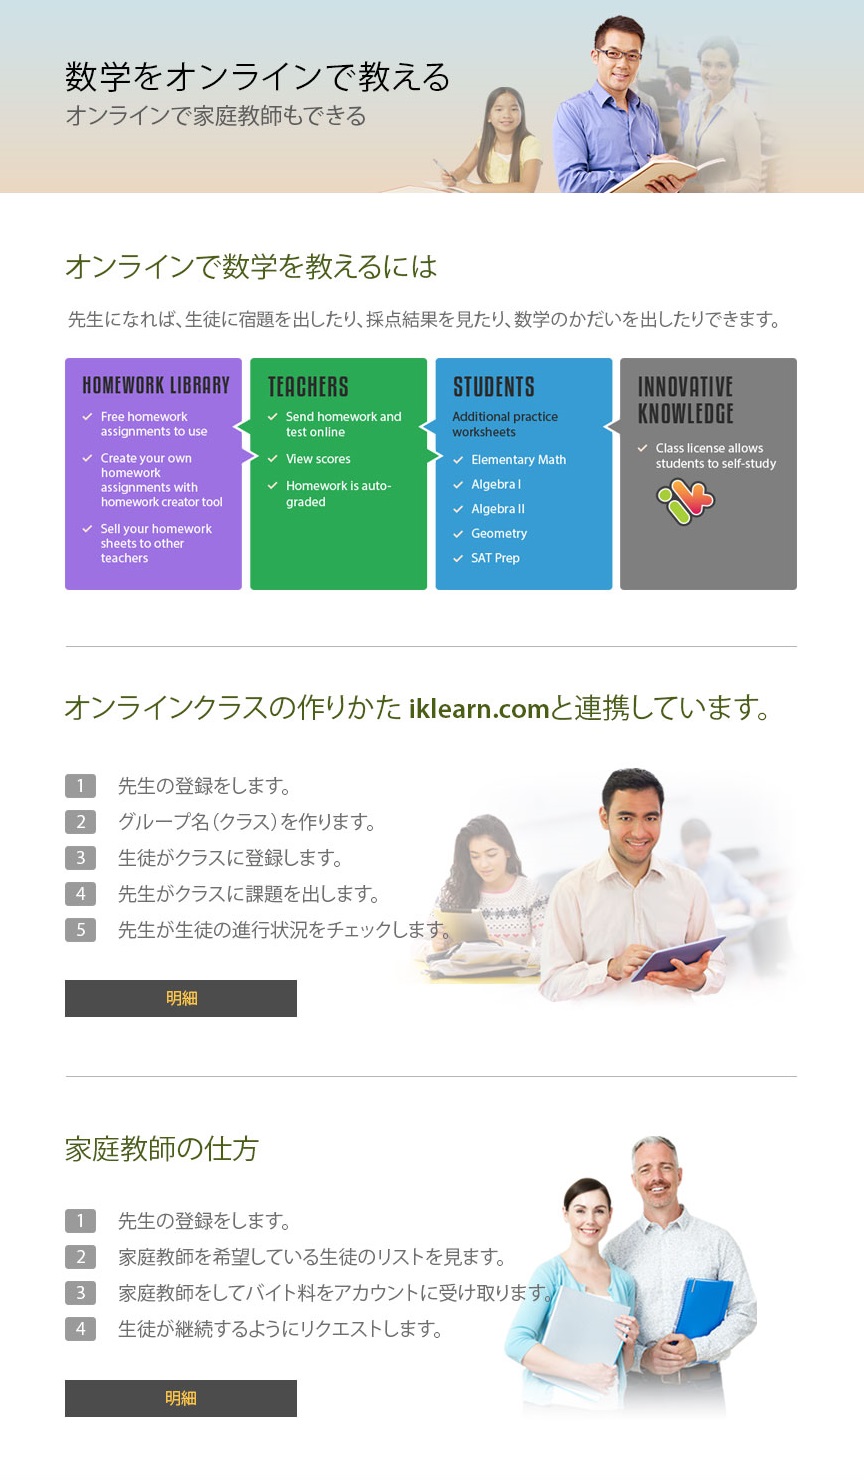 数学をオンラインで教える
オンラインで家庭教師もできる
オンラインで数学を教えるには
先生になれば、生徒に宿題を出したり、採点結果を見たり、数学のかだいを出したりできます。
HOMEWORK LIBRARY
Free homework
assignments to use
Create your own
homework
assignments with
homework creator tool
Sell your homework
sheets to other
teachers
TEACHERS
Send homework and
test online
View scores
Homework is auto-
graded
STUDENTS
Additional practice
worksheets
Elementary Math
Algebra I
Algebra II
Geometry
SAT Prep
INNOVATIVE
KNOWLEDGE
Class license allows
students to self-study
オンラインクラスの作りかた iklearn.comと連携しています。
1 先生の登録をします。
2 グループ名(クラス)を作ります。
3 生徒がクラスに登録します。
4 先生がクラスに課題を出します。
5 先生が生徒の進行状況をチェックします。
明細
家庭教師の仕方
1 先生の登録をします。
2 家庭教師を希望している生徒のリストを見ます。
3 家庭教師をしてバイト料をアカウントに受け取ります。
4 生徒が継続するようにリクエストします。
明細